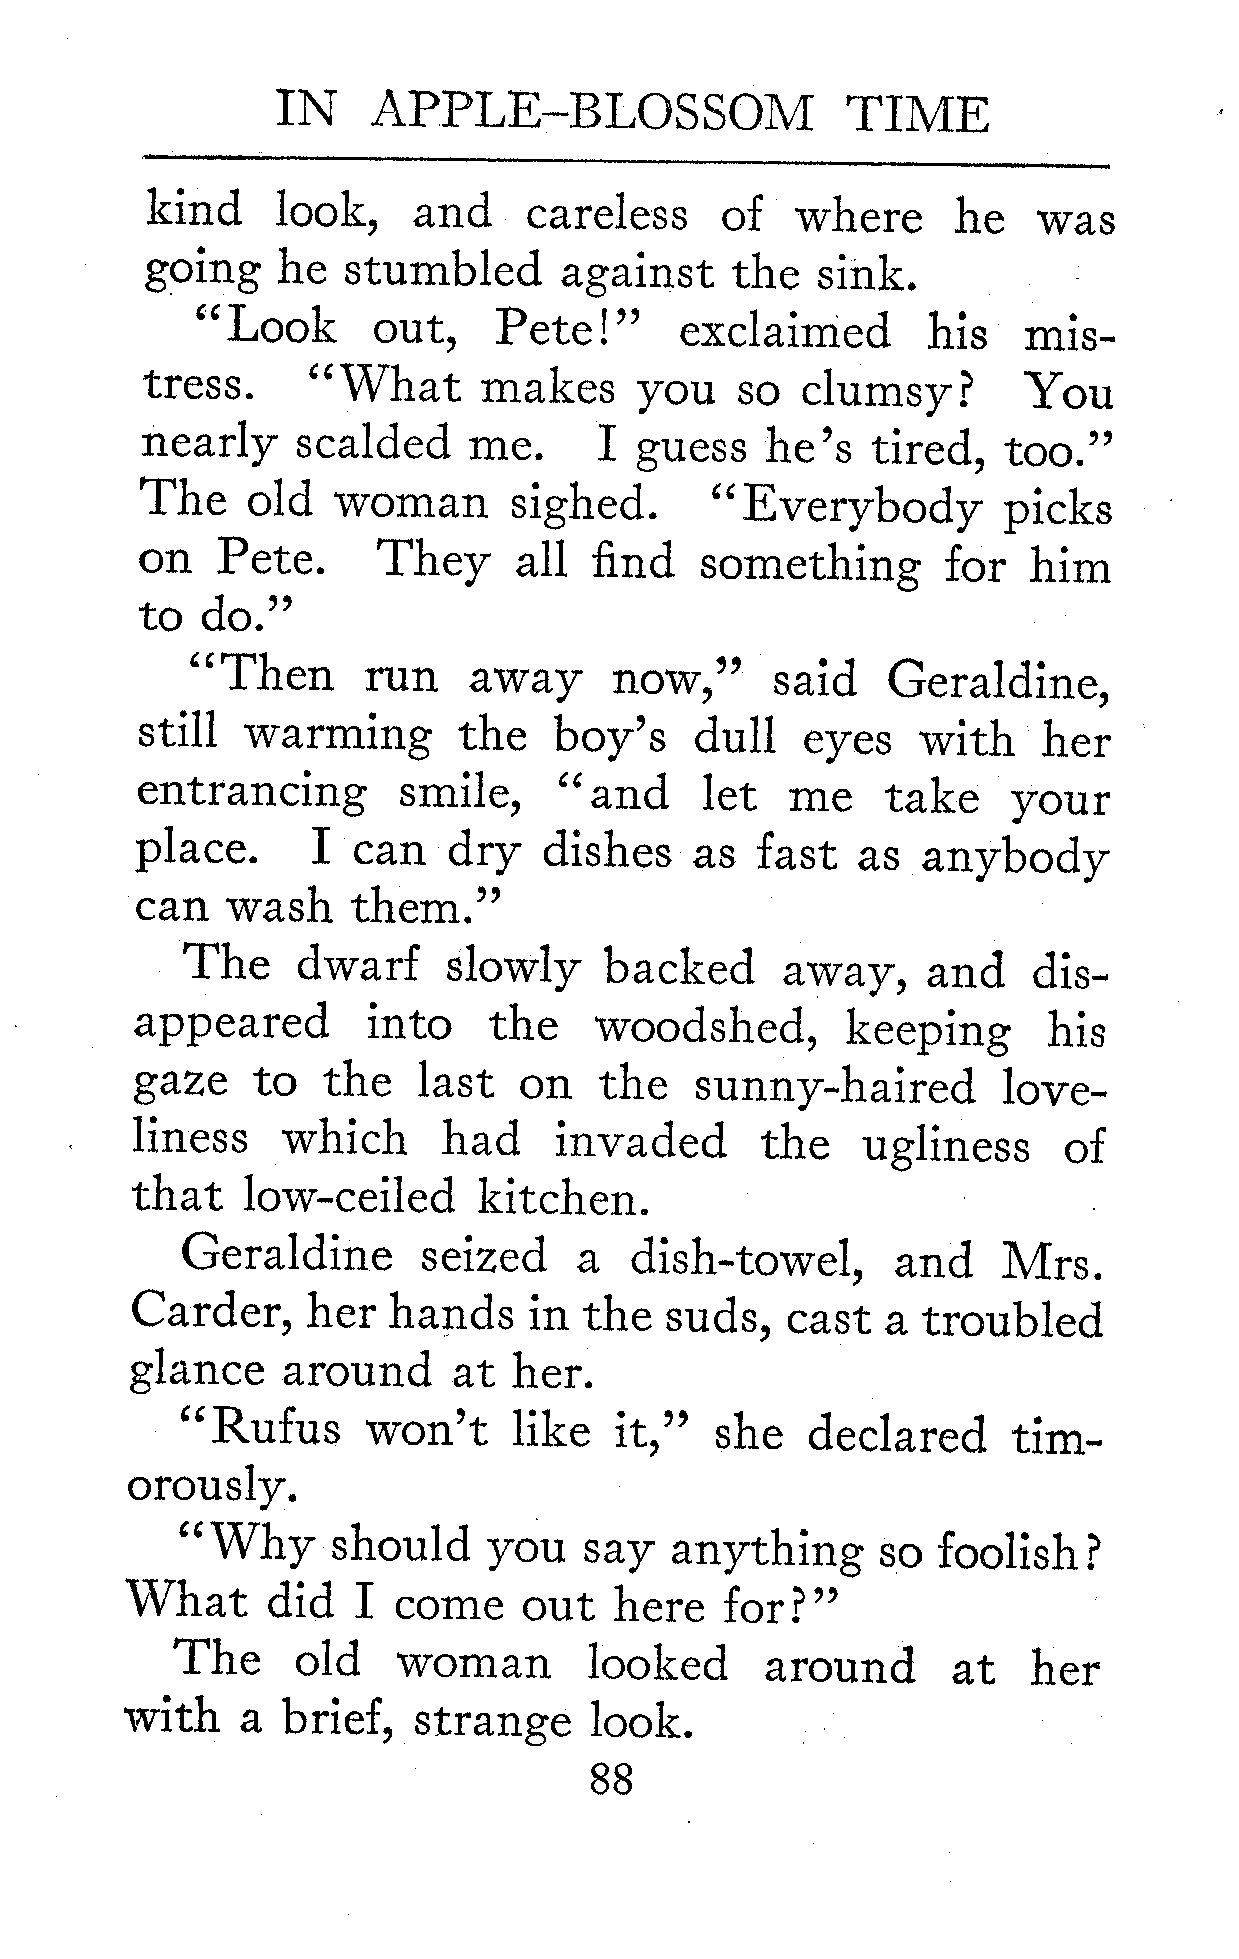 IN APPLE-BLOSSOM TIME
kind look, and careless of where he was
going he stumbled against the sink.
“Look out, Pete!” exclaimed his mis-
tress. “What makes you so clumsy? You
nearly scalded me. I guess he’s tired, too.”
The old woman sighed. “Everybody picks
on Pete. They all find something for him
to do.”
“Then run away now,” said Geraldine,
still warming the boy’s dull eyes with her
entrancing smile, “and let me take your
place. I can dry dishes as fast as anybody
can wash them.”
The dwarf slowly backed away, and dis-
appeared into the woodshed, keeping his
gaze to the last on the sunny-haired love-
liness which had invaded the ugliness of
that low-ceiled kitchen.
Geraldine seized a dish-towel, and Mrs.
Carder, her hands in the suds, cast a troubled
glance around at her.
“Rufus won’t like it,” she declared tim-
orously.
“Why should you say anything so foolish?
What did I come out here for?”
The old woman looked around at her
with a brief, strange look.
88